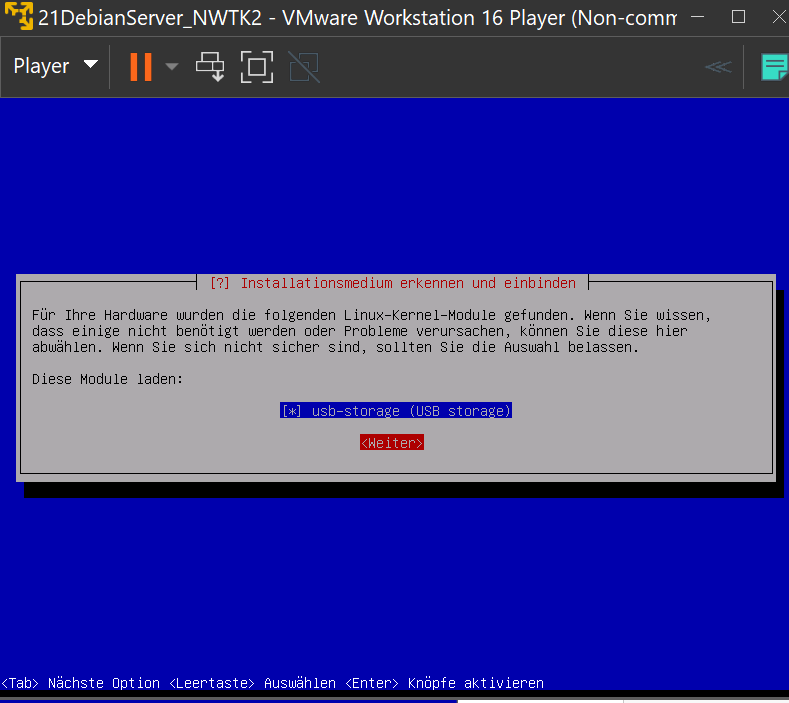 21DebianServer_NWTK2 - VMware Workstation 16 Player (Non-comm
Player
[?] Installationsmedium erkennen und einbinden
Für Ihre Hardware wurden die folgenden Linux-Kernel-Module gefunden. Wenn Sie wissen,
dass einige nicht benötigt werden oder Probleme verursachen, können Sie diese hier
abwählen. Wenn Sie sich nicht sicher sind, sollten Sie die Auswahl belassen.
Diese Module laden:
[*] usb-storage (USB storage)
<Weiter>
<Tab> Nächste Option <Leertaste> Auswählen <Enter> Knöpfe aktivieren